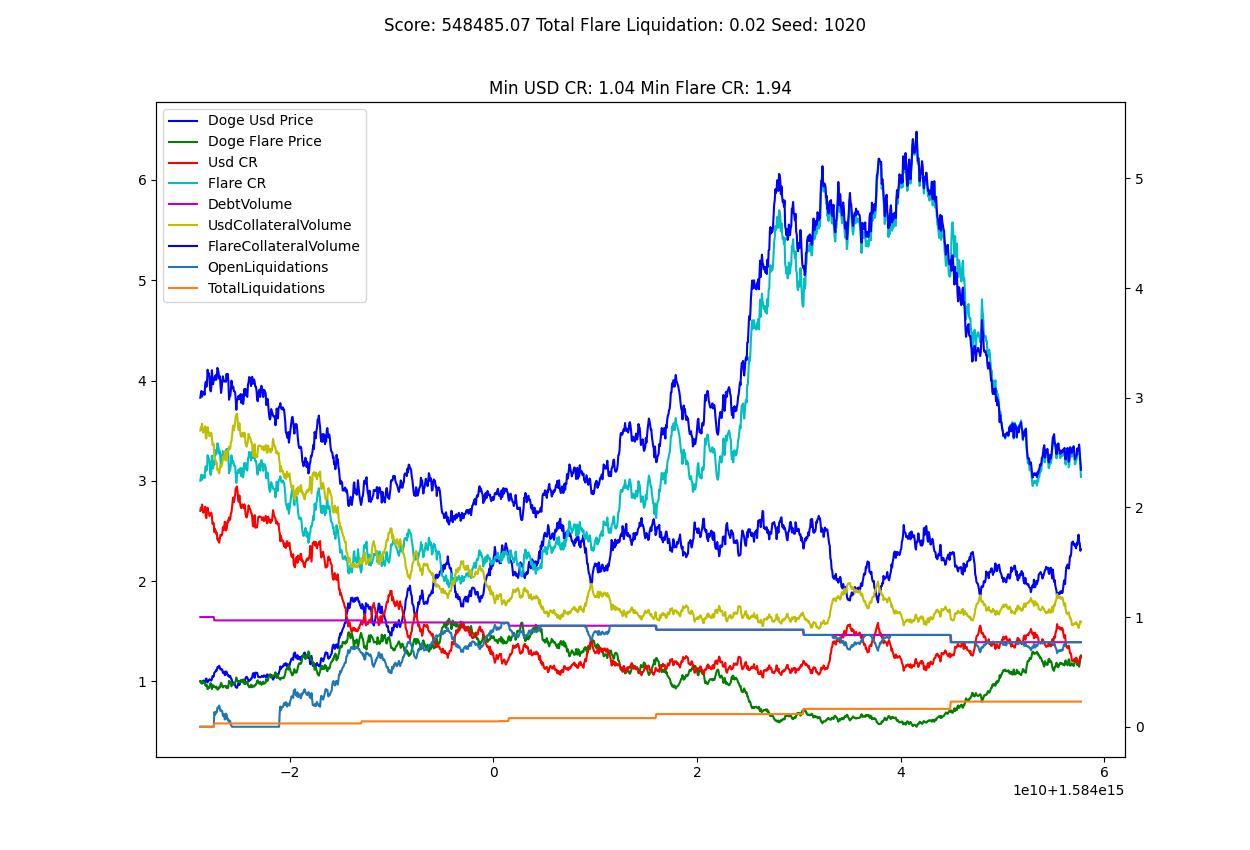 Score: 548485.07 Total Flare Liquidation: 0.02 Seed: 1020
Min USD CR: 1.04 Min Flare CR: 1.94
Doge Usd Price
Doge Flare Price
Usd CR
Flare CR
DebtVolume
UsdCollateralVolume
FlareCollateralVolume
OpenLiquidations
TotalLiquidations
6
5
4
3
2
1
5
4
3
2
1
0
−2
0
2
4
6
1e10+1.584e15